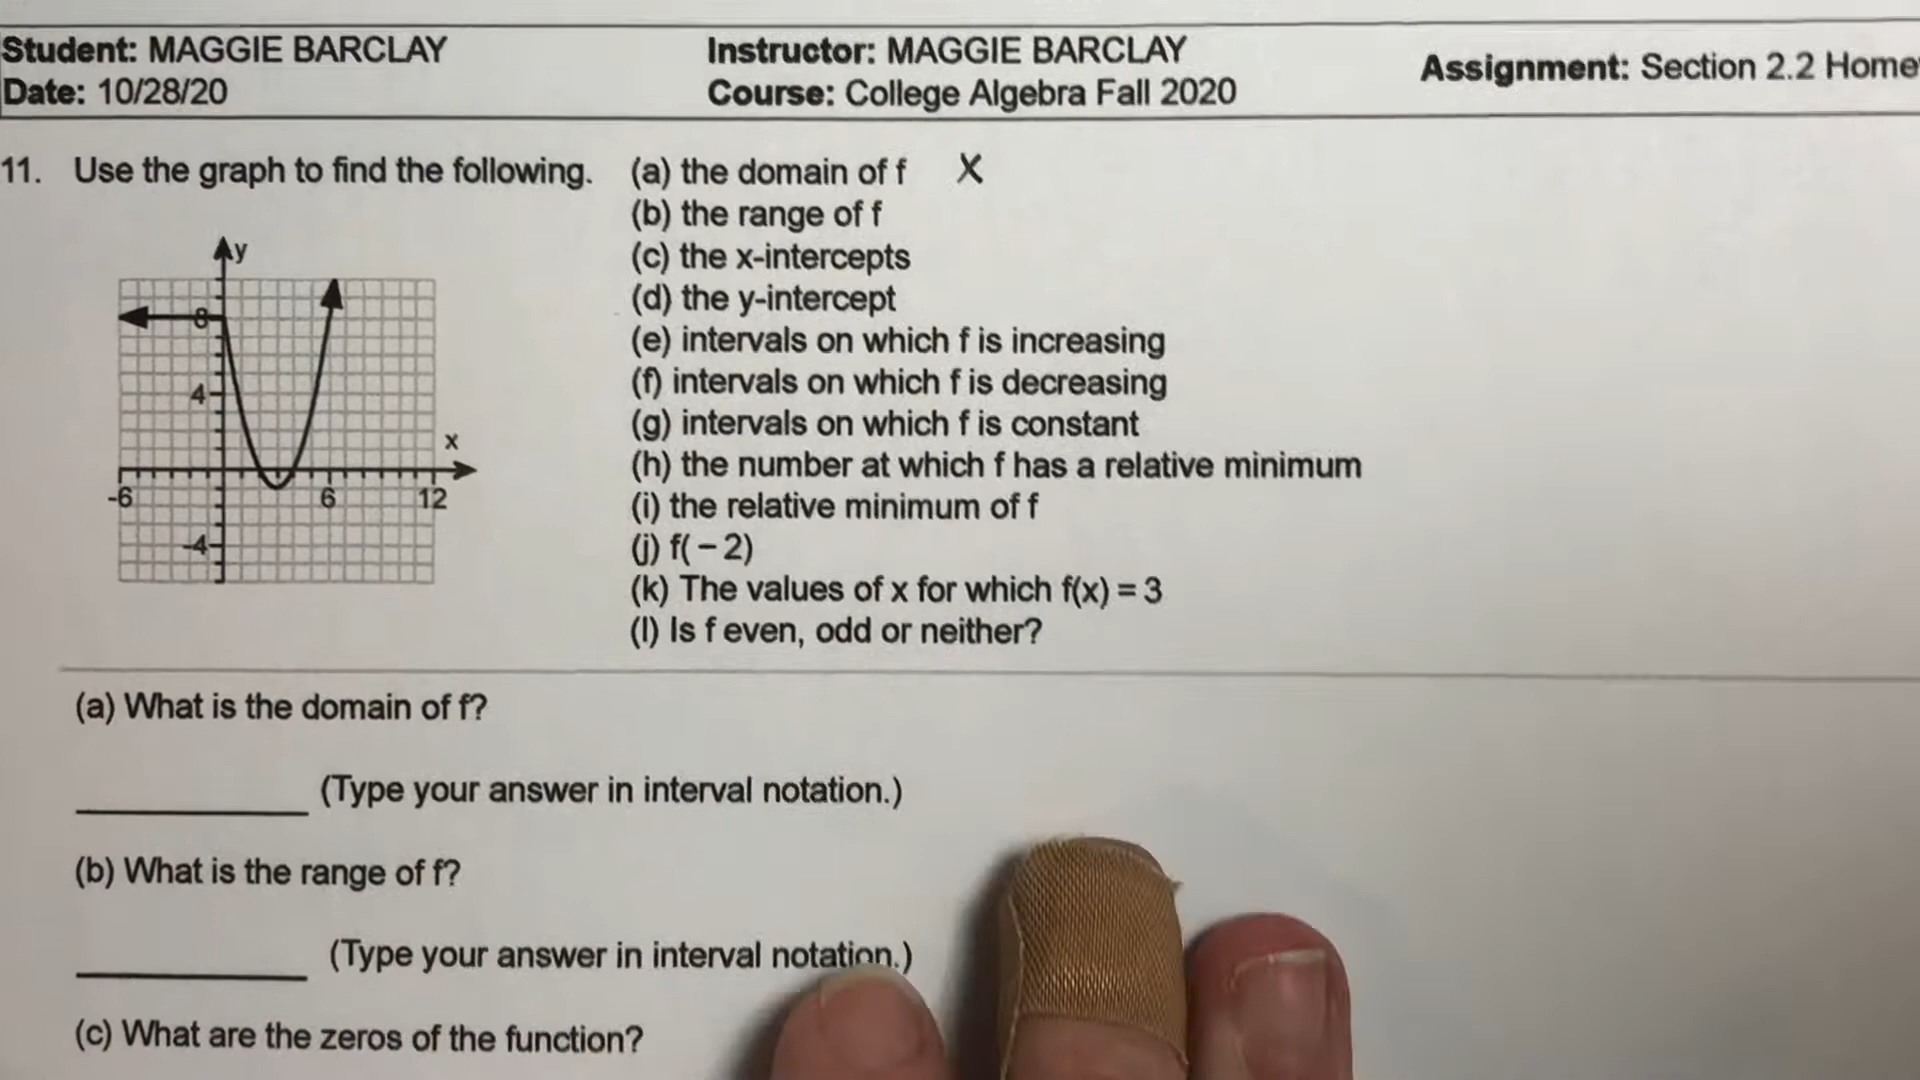 Student: MAGGIE BARCLAY
Date: 10/28/20
Instructor: MAGGIE BARCLAY
Course: College Algebra Fall 2020
Assignment: Section 2.2 Home
11. Use the graph to find the following.
(a) the domain of f X
(b) the range of f
(c) the x-intercepts
(d) the y-intercept
(e) intervals on which f is increasing
(f) intervals on which f is decreasing
(g) intervals on which f is constant
(h) the number at which f has a relative minimum
(i) the relative minimum of f
(j) f( − 2)
(k) The values of x for which f(x) = 3
(l) Is f even, odd or neither?
y
8
4
x
-6 6 12
-4
(a) What is the domain of f?
(Type your answer in interval notation.)
(b) What is the range of f?
(Type your answer in interval notation.)
(c) What are the zeros of the function?